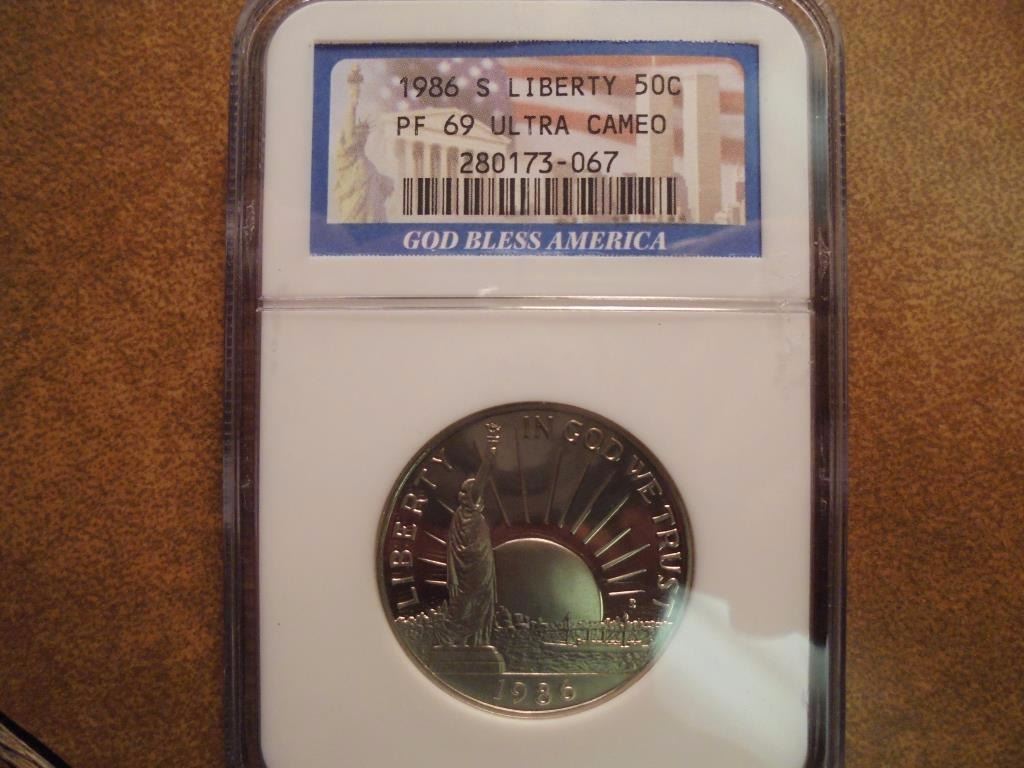 1986 S LIBERTY 50C
PF 69 ULTRA CAMEO
280173-067
GOD BLESS AMERICA
LIBERTY
IN GOD WE TRUST
S
1986